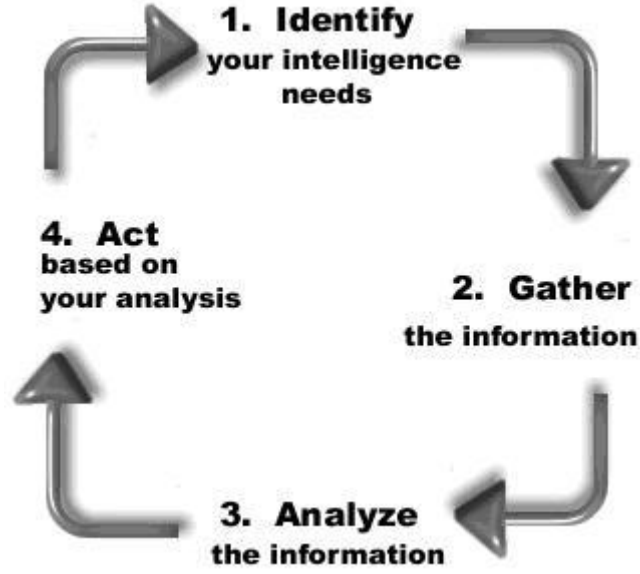 1. Identify
your intelligence
needs
2. Gather
the information
3. Analyze
the information
4. Act
based on
your analysis